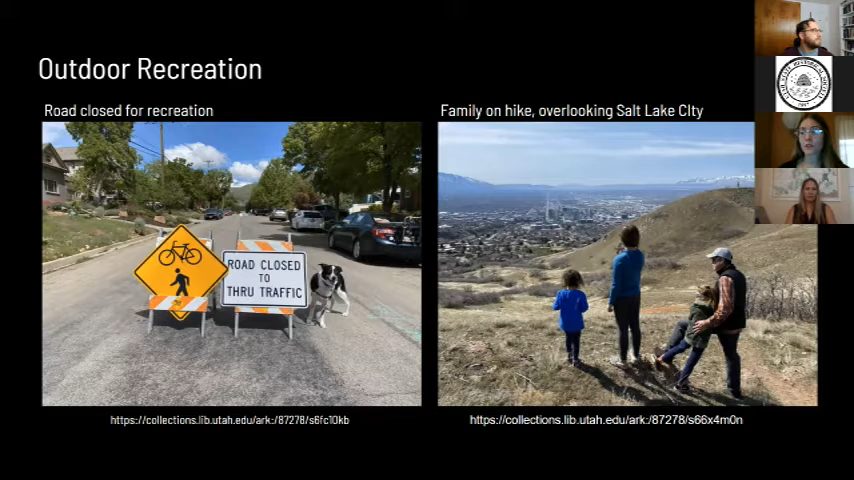 Outdoor Recreation
Road closed for recreation
Family on hike, overlooking Salt Lake CIty
ROAD CLOSED
TO
THRU TRAFFIC
https://collections.lib.utah.edu/ark:/87278/s6fc10kb
https://collections.lib.utah.edu/ark:/87278/s66x4m0n